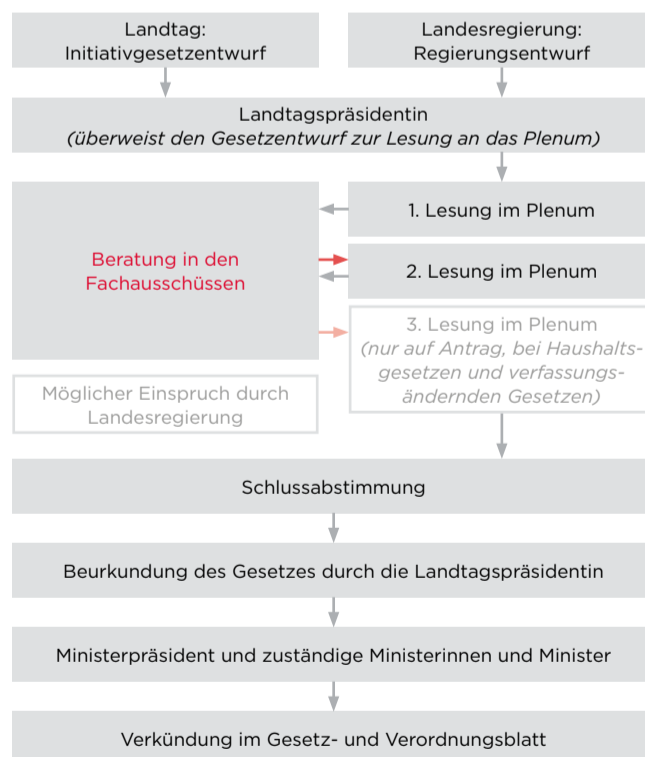 Landtag:
Initiativgesetzentwurf
Landesregierung:
Regierungsentwurf
Landtagspräsidentin
(überweist den Gesetzentwurf zur Lesung an das Plenum)
1. Lesung im Plenum
Beratung in den
Fachausschüssen
2. Lesung im Plenum
3. Lesung im Plenum
(nur auf Antrag, bei Haushalts-
gesetzen und verfassungs-
ändernden Gesetzen)
Möglicher Einspruch durch
Landesregierung
Schlussabstimmung
Beurkundung des Gesetzes durch die Landtagspräsidentin
Ministerpräsident und zuständige Ministerinnen und Minister
Verkündung im Gesetz- und Verordnungsblatt